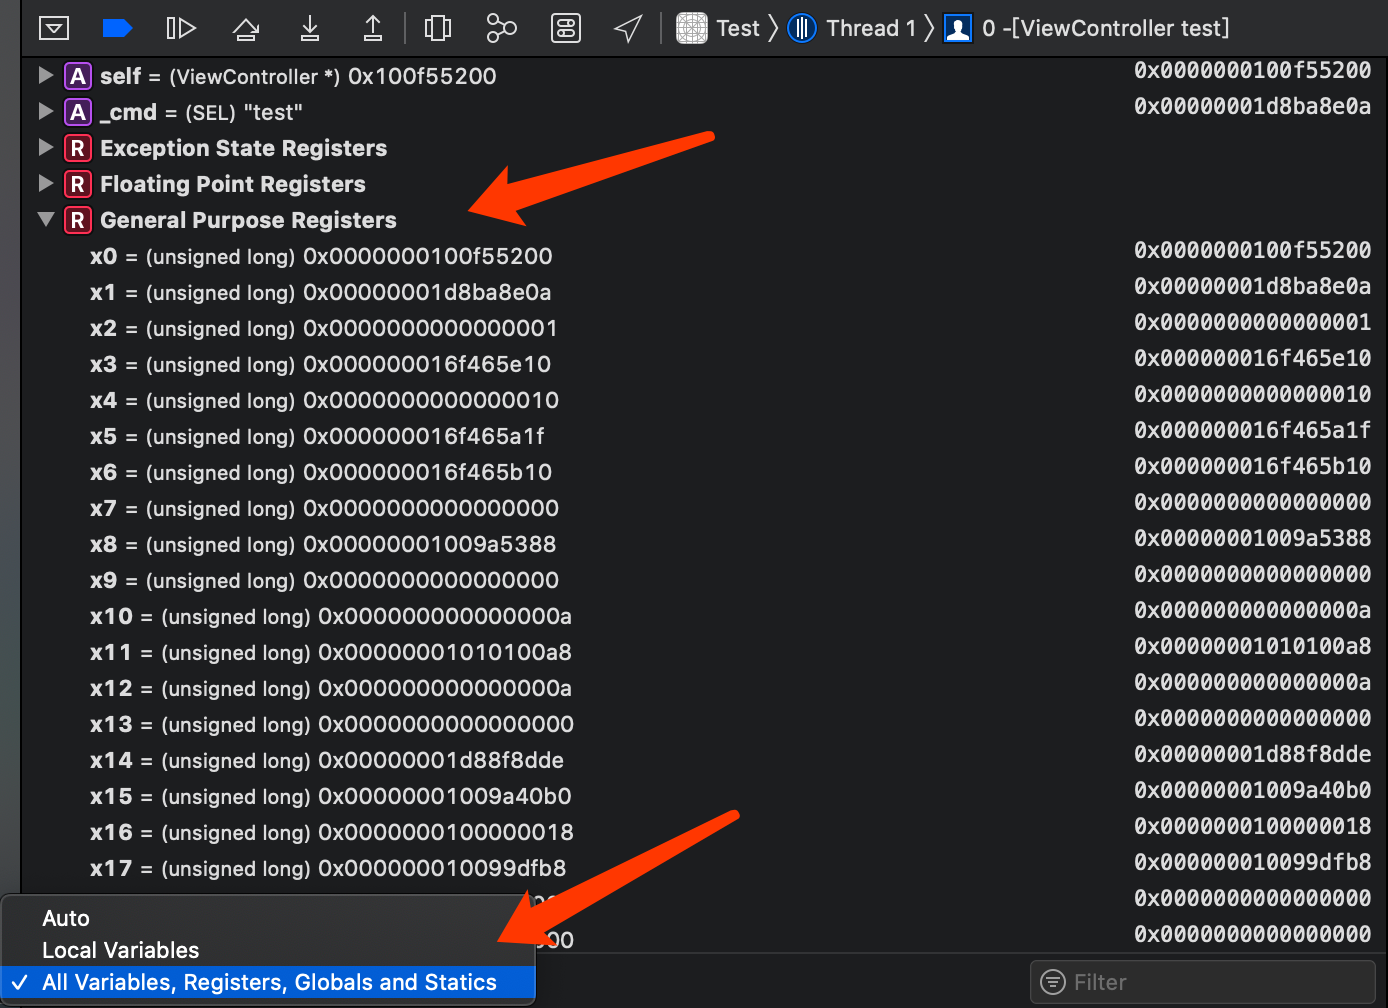 Test Thread 1 0 -[ViewController test]
A self = (ViewController *) 0x100f55200 0x0000000100f55200
A _cmd = (SEL) "test" 0x00000001d8ba8e0a
R Exception State Registers
R Floating Point Registers
R General Purpose Registers
x0 = (unsigned long) 0x0000000100f55200 0x0000000100f55200
x1 = (unsigned long) 0x00000001d8ba8e0a 0x00000001d8ba8e0a
x2 = (unsigned long) 0x0000000000000001 0x0000000000000001
x3 = (unsigned long) 0x000000016f465e10 0x000000016f465e10
x4 = (unsigned long) 0x0000000000000010 0x0000000000000010
x5 = (unsigned long) 0x000000016f465a1f 0x000000016f465a1f
x6 = (unsigned long) 0x000000016f465b10 0x000000016f465b10
x7 = (unsigned long) 0x0000000000000000 0x0000000000000000
x8 = (unsigned long) 0x00000001009a5388 0x00000001009a5388
x9 = (unsigned long) 0x0000000000000000 0x0000000000000000
x10 = (unsigned long) 0x000000000000000a 0x000000000000000a
x11 = (unsigned long) 0x00000001010100a8 0x00000001010100a8
x12 = (unsigned long) 0x000000000000000a 0x000000000000000a
x13 = (unsigned long) 0x0000000000000000 0x0000000000000000
x14 = (unsigned long) 0x00000001d88f8dde 0x00000001d88f8dde
x15 = (unsigned long) 0x00000001009a40b0 0x00000001009a40b0
x16 = (unsigned long) 0x0000000100000018 0x0000000100000018
x17 = (unsigned long) 0x000000010099dfb8 0x000000010099dfb8
0x0000000000000000
0x0000000000000000
Auto
Local Variables
✓ All Variables, Registers, Globals and Statics
Filter